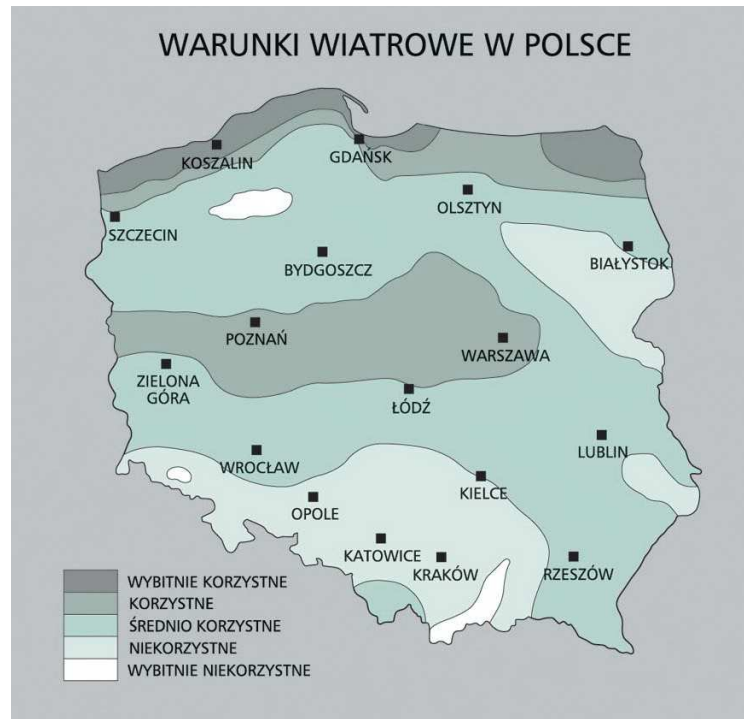 WARUNKI WIATROWE W POLSCE
KOSZALIN
GDAŃSK
OLSZTYN
SZCZECIN
BIAŁYSTOK
BYDGOSZCZ
POZNAŃ
WARSZAWA
ZIELONA
GÓRA
ŁÓDŹ
LUBLIN
WROCŁAW
KIELCE
OPOLE
KATOWICE
KRAKÓW
RZESZÓW
WYBITNIE KORZYSTNE
KORZYSTNE
ŚREDNIO KORZYSTNE
NIEKORZYSTNE
WYBITNIE NIEKORZYSTNE